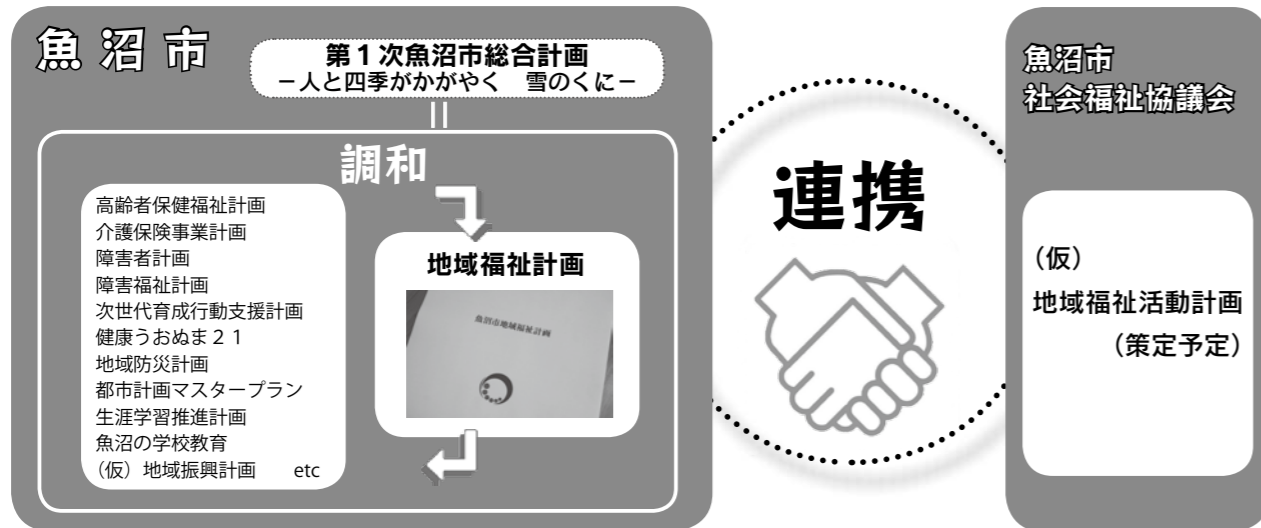 魚沼市
第1次魚沼市総合計画
－人と四季がかがやく　雪のくに－
調和
高齢者保健福祉計画
介護保険事業計画
障害者計画
障害福祉計画
次世代育成行動支援計画
健康うおぬま２１
地域防災計画
都市計画マスタープラン
生涯学習推進計画
魚沼の学校教育
（仮）地域振興計画　　etc
地域福祉計画
魚沼市地域福祉計画
連携
魚沼市
社会福祉協議会
（仮）
地域福祉活動計画
（策定予定）